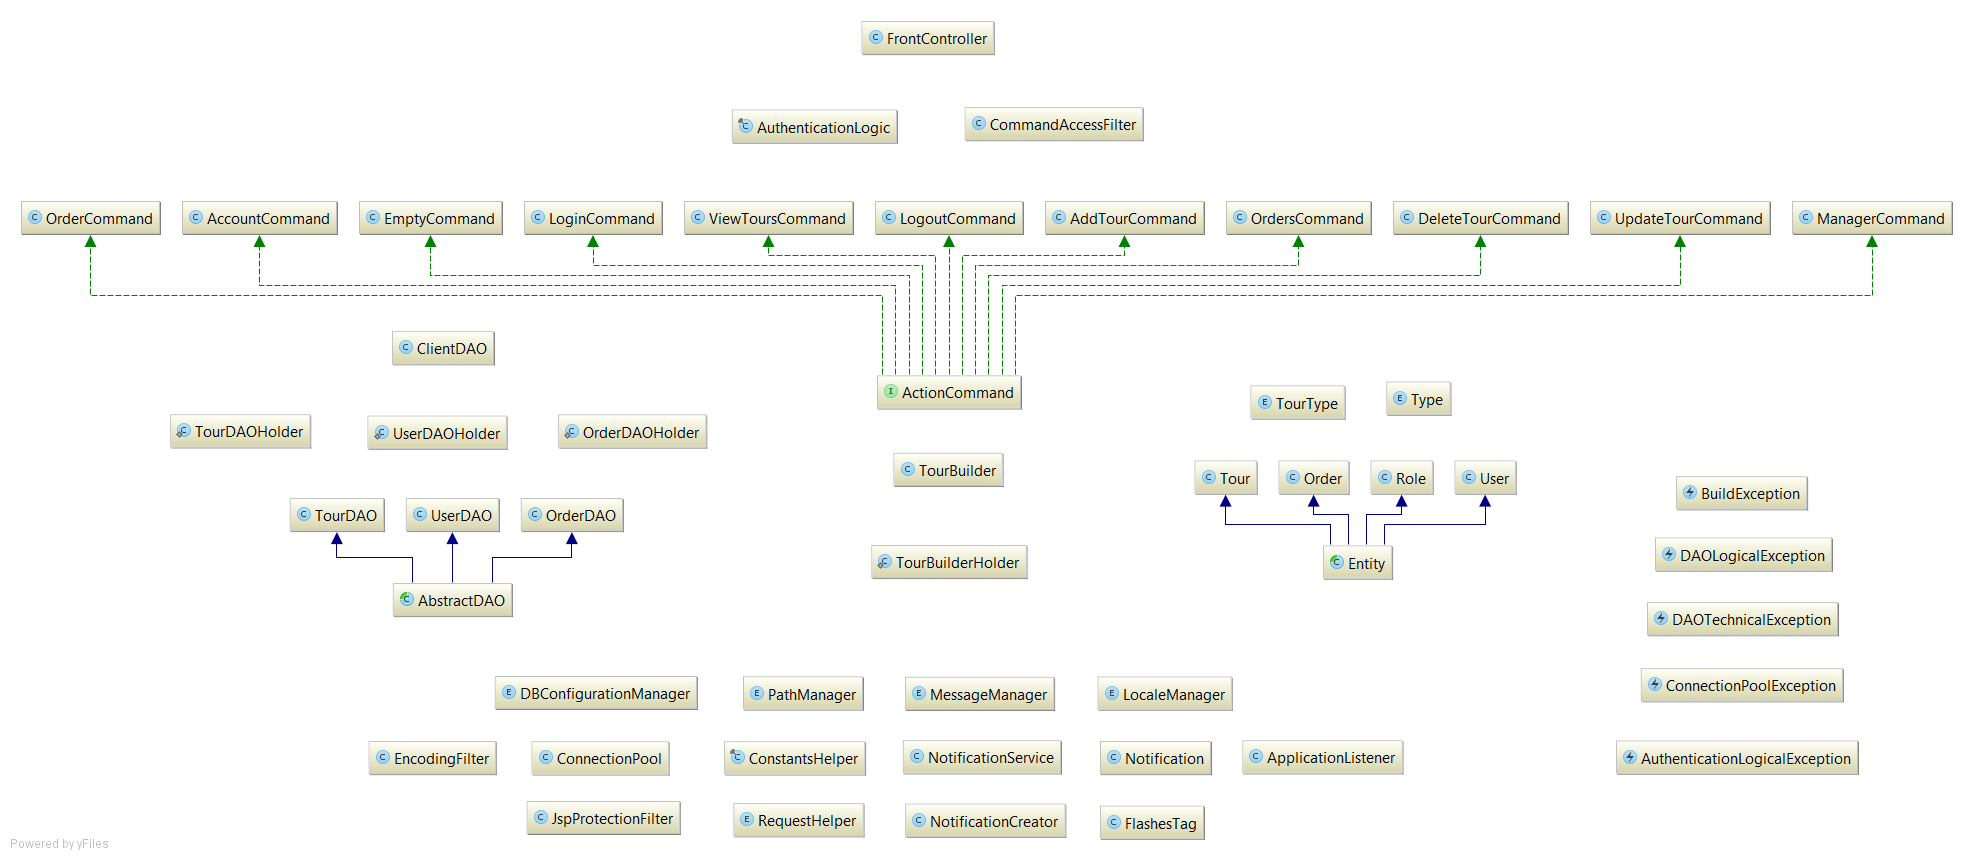 FrontController
AuthenticationLogic
CommandAccessFilter
OrderCommand
AccountCommand
EmptyCommand
LoginCommand
ViewToursCommand
LogoutCommand
AddTourCommand
OrdersCommand
DeleteTourCommand
UpdateTourCommand
ManagerCommand
ClientDAO
ActionCommand
TourType
Type
TourDAOHolder
UserDAOHolder
OrderDAOHolder
TourBuilder
Tour
Order
Role
User
BuildException
TourDAO
UserDAO
OrderDAO
TourBuilderHolder
Entity
DAOLogicalException
AbstractDAO
DAOTechnicalException
DBConfigurationManager
PathManager
MessageManager
LocaleManager
ConnectionPoolException
EncodingFilter
ConnectionPool
ConstantsHelper
NotificationService
Notification
ApplicationListener
AuthenticationLogicalException
JspProtectionFilter
RequestHelper
NotificationCreator
FlashesTag
Powered by yFiles